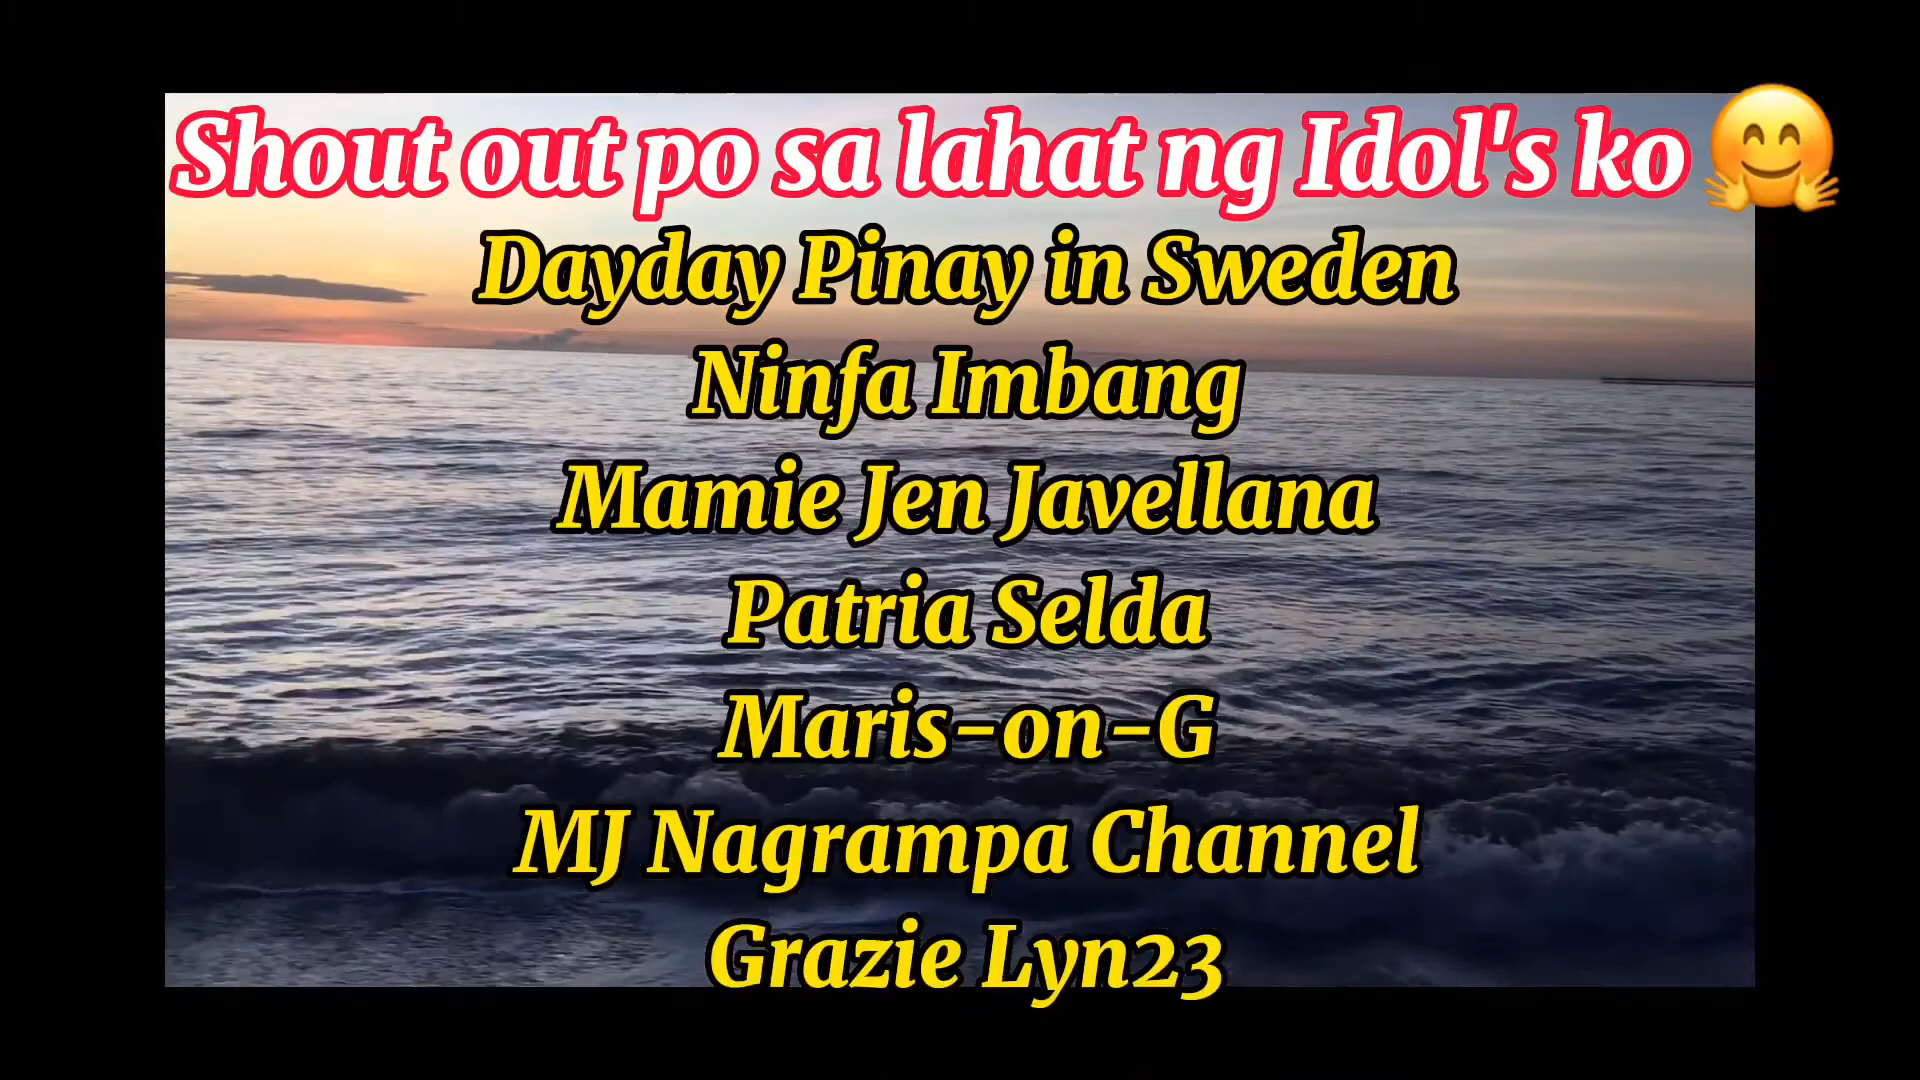 Shout out po sa lahat ng Idol's ko 🤗
Dayday Pinay in Sweden
Ninfa Imbang
Mamie Jen Javellana
Patria Selda
Maris-on-G
MJ Nagrampa Channel
Grazie Lyn23